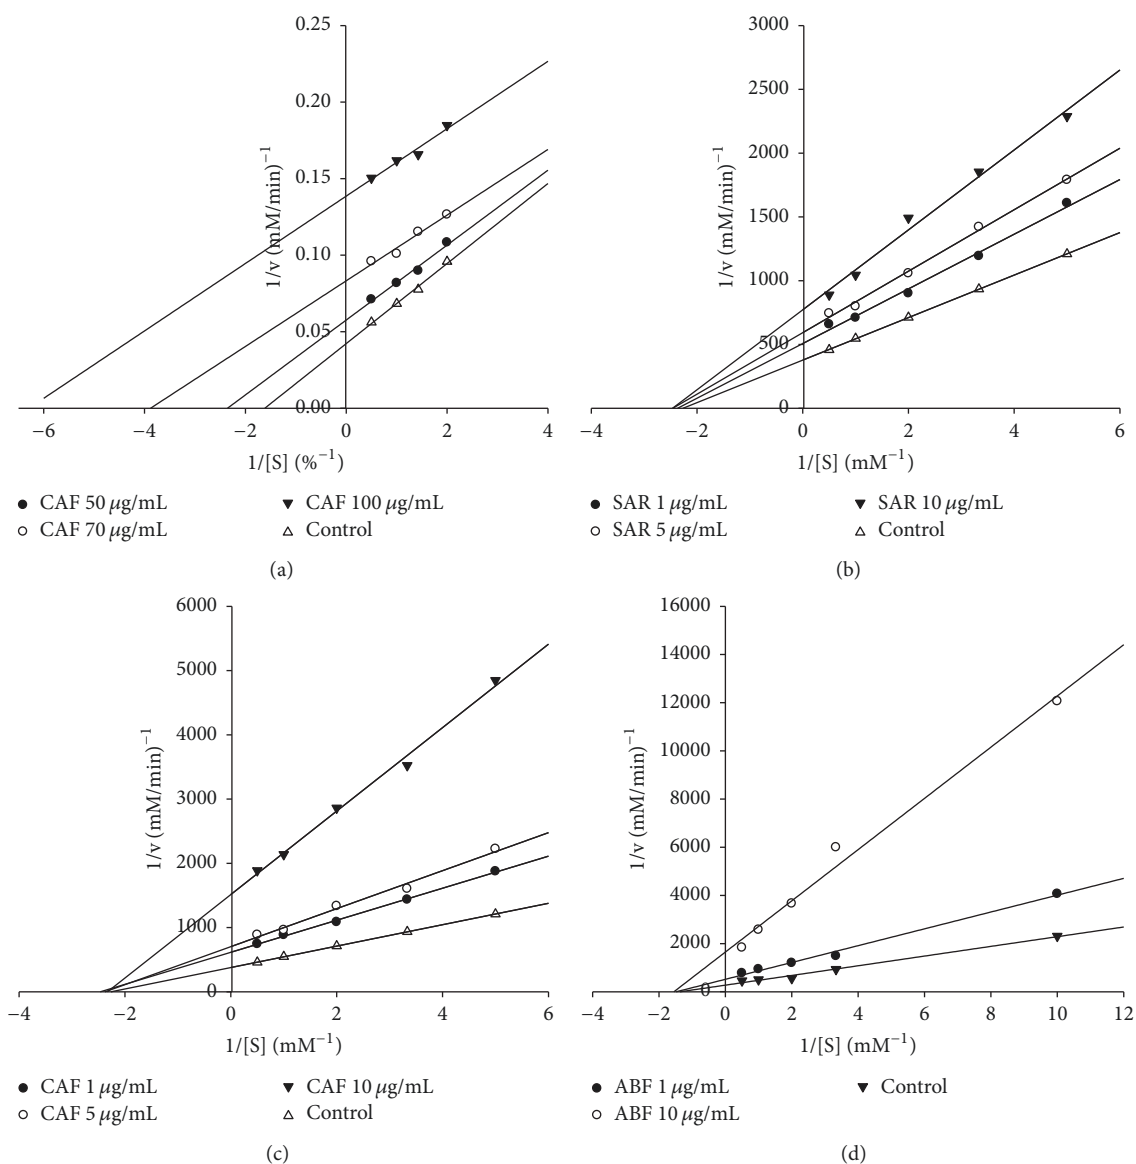 0.25
0.20
0.15
0.10
0.05
0.00
1/v (mM/min)⁻¹
−6 −4 −2 0 2 4
1/[S] (%⁻¹)
CAF 50 μg/mL CAF 100 μg/mL
CAF 70 μg/mL Control
(a)
3000
2500
2000
1500
1000
500
0
1/v (mM/min)⁻¹
−4 −2 0 2 4 6
1/[S] (mM⁻¹)
SAR 1 μg/mL SAR 10 μg/mL
SAR 5 μg/mL Control
(b)
6000
5000
4000
3000
2000
1000
0
1/v (mM/min)⁻¹
−4 −2 0 2 4 6
1/[S] (mM⁻¹)
CAF 1 μg/mL CAF 10 μg/mL
CAF 5 μg/mL Control
(c)
16000
14000
12000
10000
8000
6000
4000
2000
0
1/v (mM/min)⁻¹
−4 −2 0 2 4 6 8 10 12
1/[S] (mM⁻¹)
ABF 1 μg/mL Control
ABF 10 μg/mL
(d)